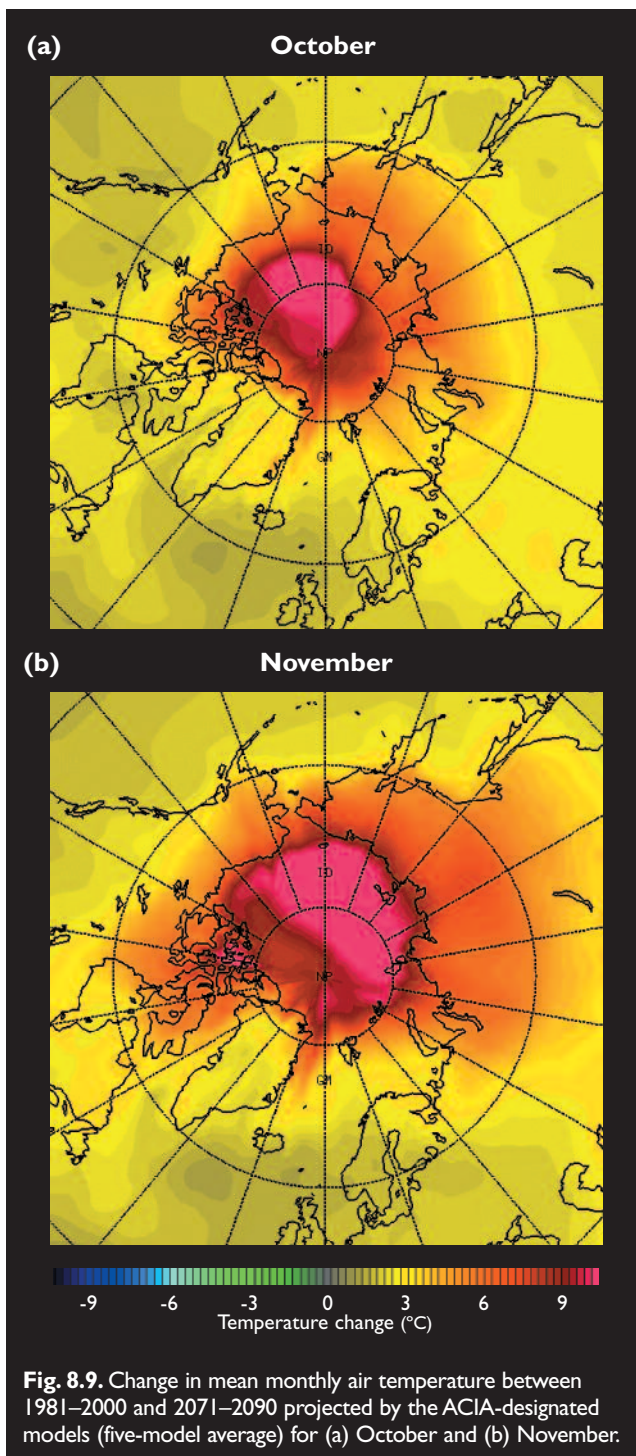 (a) October
ID
NP
GM
(b) November
ID
NP
GM
-9 -6 -3 0 3 6 9
Temperature change (ºC)
Fig. 8.9. Change in mean monthly air temperature between
1981–2000 and 2071–2090 projected by the ACIA-designated
models (five-model average) for (a) October and (b) November.